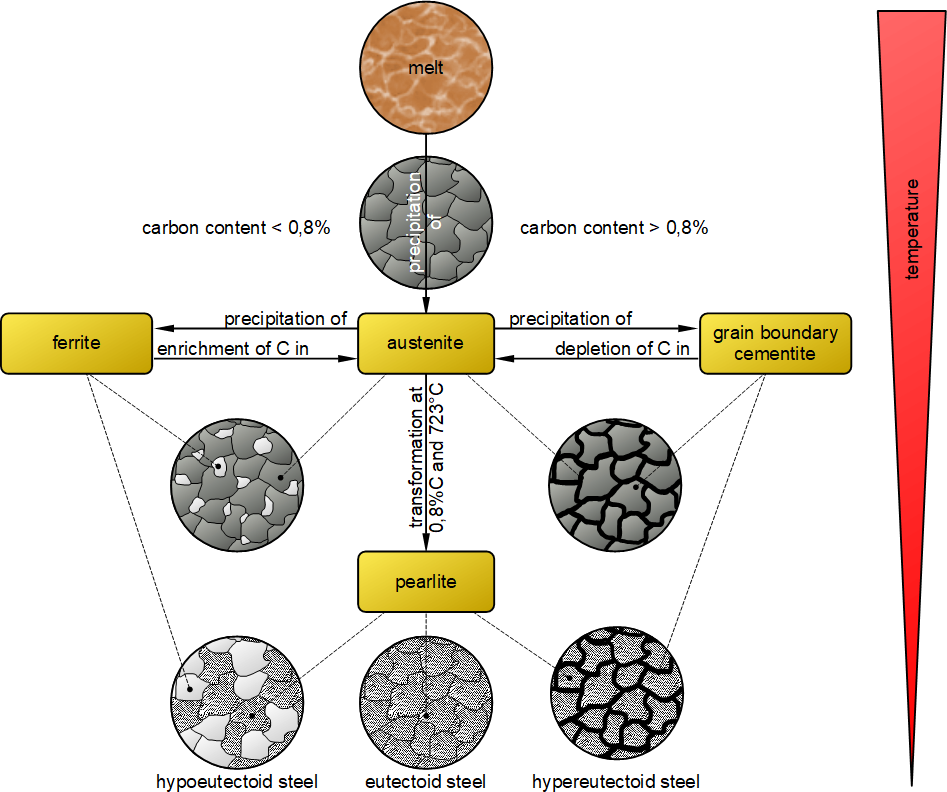 melt
precipitation
of
carbon content < 0,8%
carbon content > 0,8%
temperature
ferrite
precipitation of
enrichment of C in
austenite
precipitation of
depletion of C in
grain boundary
cementite
transformation at
0,8%C and 723°C
pearlite
hypoeutectoid steel
eutectoid steel
hypereutectoid steel